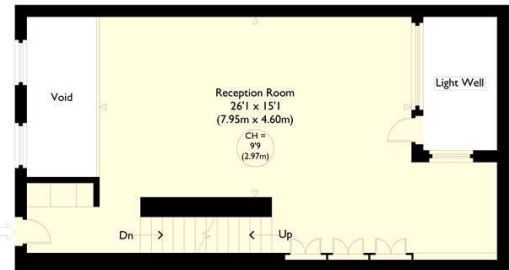 Void
Reception Room
26'1 x 15'1
(7.95m x 4.60m)
CH =
9'9
(2.97m)
Light Well
Dn
Up